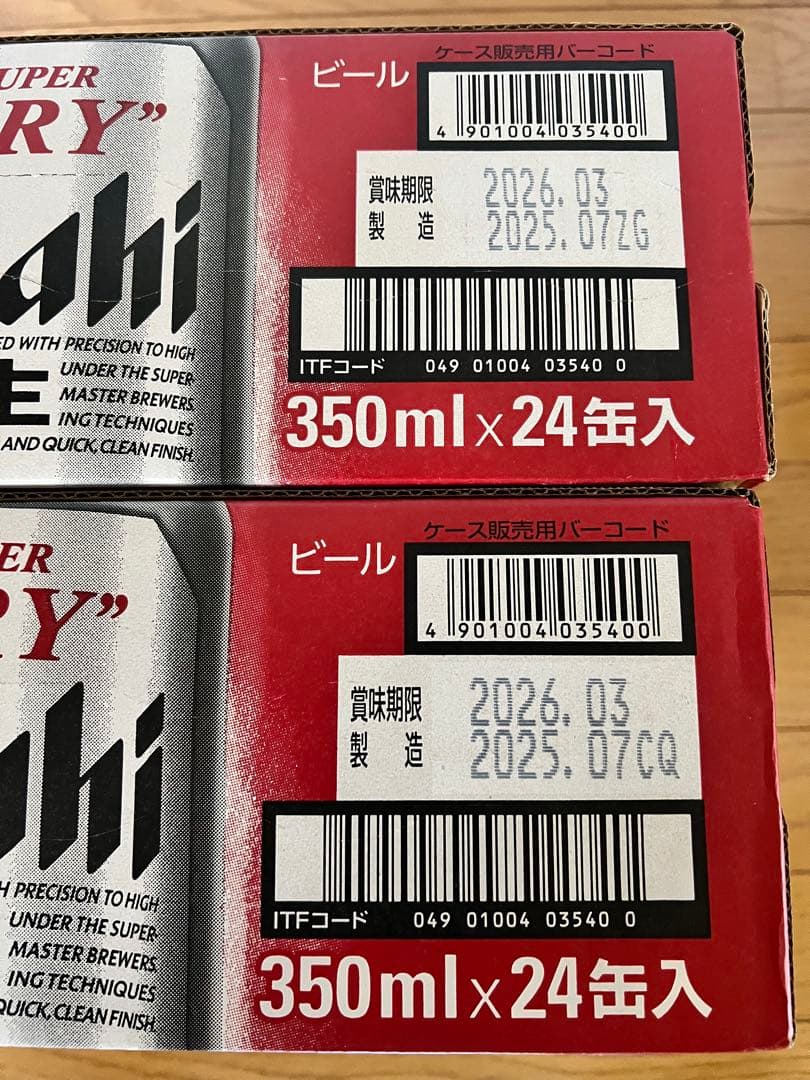 SUPER
RY”
ahi
ED WITH PRECISION TO HIGH
生
UNDER THE SUPER-
MASTER BREWERS.
ING TECHNIQUES
AND QUICK, CLEAN FINISH.
ビール
ケース販売用バーコード
4 901004 035400
賞味期限 2026.03
製造 2025.07ZG
ITFコード 049 01004 03540 0
350ml×24缶入
ER
RY”
ahi
H PRECISION TO HIGH
UNDER THE SUPER-
MASTER BREWERS.
ING TECHNIQUES
QUICK, CLEAN FINISH.
ビール
ケース販売用バーコード
4 901004 035400
賞味期限 2026.03
製造 2025.07CQ
ITFコード 049 01004 03540 0
350ml×24缶入